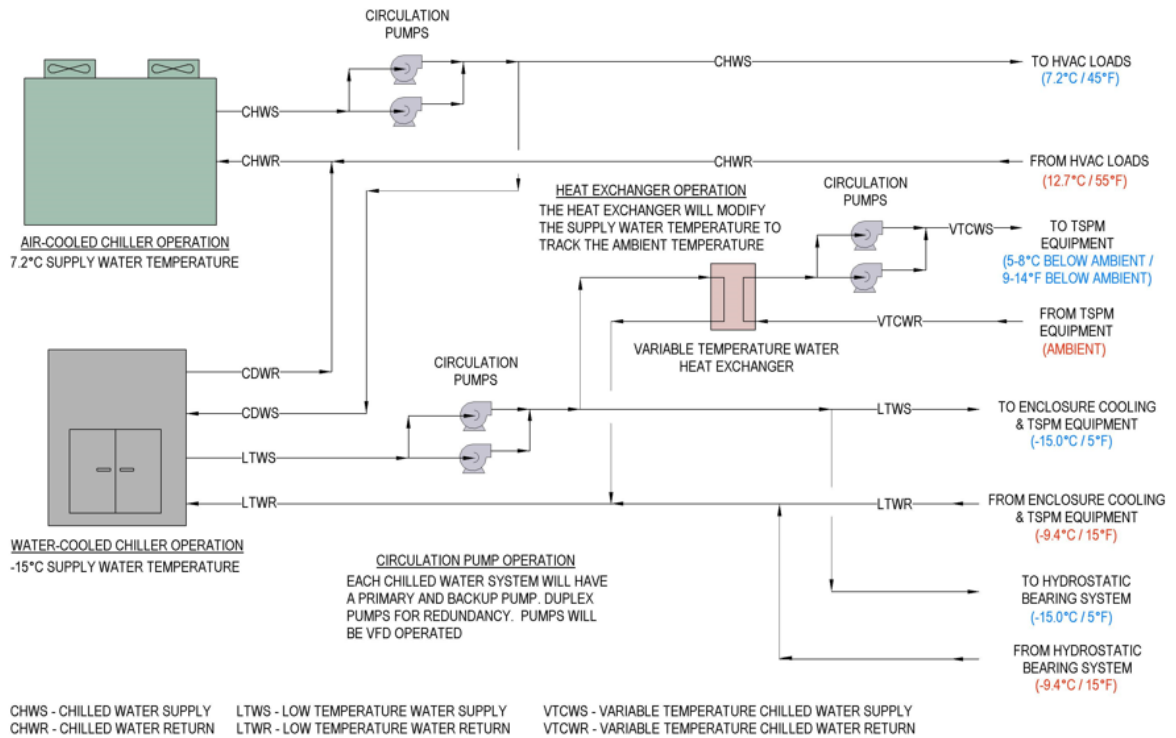 CIRCULATION
PUMPS
CHWS
TO HVAC LOADS
(7.2°C / 45°F)
CHWS
CHWR
CHWR
FROM HVAC LOADS
(12.7°C / 55°F)
AIR-COOLED CHILLER OPERATION
7.2°C SUPPLY WATER TEMPERATURE
HEAT EXCHANGER OPERATION
THE HEAT EXCHANGER WILL MODIFY
THE SUPPLY WATER TEMPERATURE TO
TRACK THE AMBIENT TEMPERATURE
CIRCULATION
PUMPS
VTCWS
TO TSPM
EQUIPMENT
(5-8°C BELOW AMBIENT /
9-14°F BELOW AMBIENT)
VTCWR
FROM TSPM
EQUIPMENT
(AMBIENT)
VARIABLE TEMPERATURE WATER
HEAT EXCHANGER
CDWR
CDWS
CIRCULATION
PUMPS
LTWS
LTWS
TO ENCLOSURE COOLING
& TSPM EQUIPMENT
(-15.0°C / 5°F)
LTWR
LTWR
FROM ENCLOSURE COOLING
& TSPM EQUIPMENT
(-9.4°C / 15°F)
WATER-COOLED CHILLER OPERATION
-15°C SUPPLY WATER TEMPERATURE
CIRCULATION PUMP OPERATION
EACH CHILLED WATER SYSTEM WILL HAVE
A PRIMARY AND BACKUP PUMP. DUPLEX
PUMPS FOR REDUNDANCY. PUMPS WILL
BE VFD OPERATED
TO HYDROSTATIC
BEARING SYSTEM
(-15.0°C / 5°F)
FROM HYDROSTATIC
BEARING SYSTEM
(-9.4°C / 15°F)
CHWS - CHILLED WATER SUPPLY LTWS - LOW TEMPERATURE WATER SUPPLY VTCWS - VARIABLE TEMPERATURE CHILLED WATER SUPPLY
CHWR - CHILLED WATER RETURN LTWR - LOW TEMPERATURE WATER RETURN VTCWR - VARIABLE TEMPERATURE CHILLED WATER RETURN